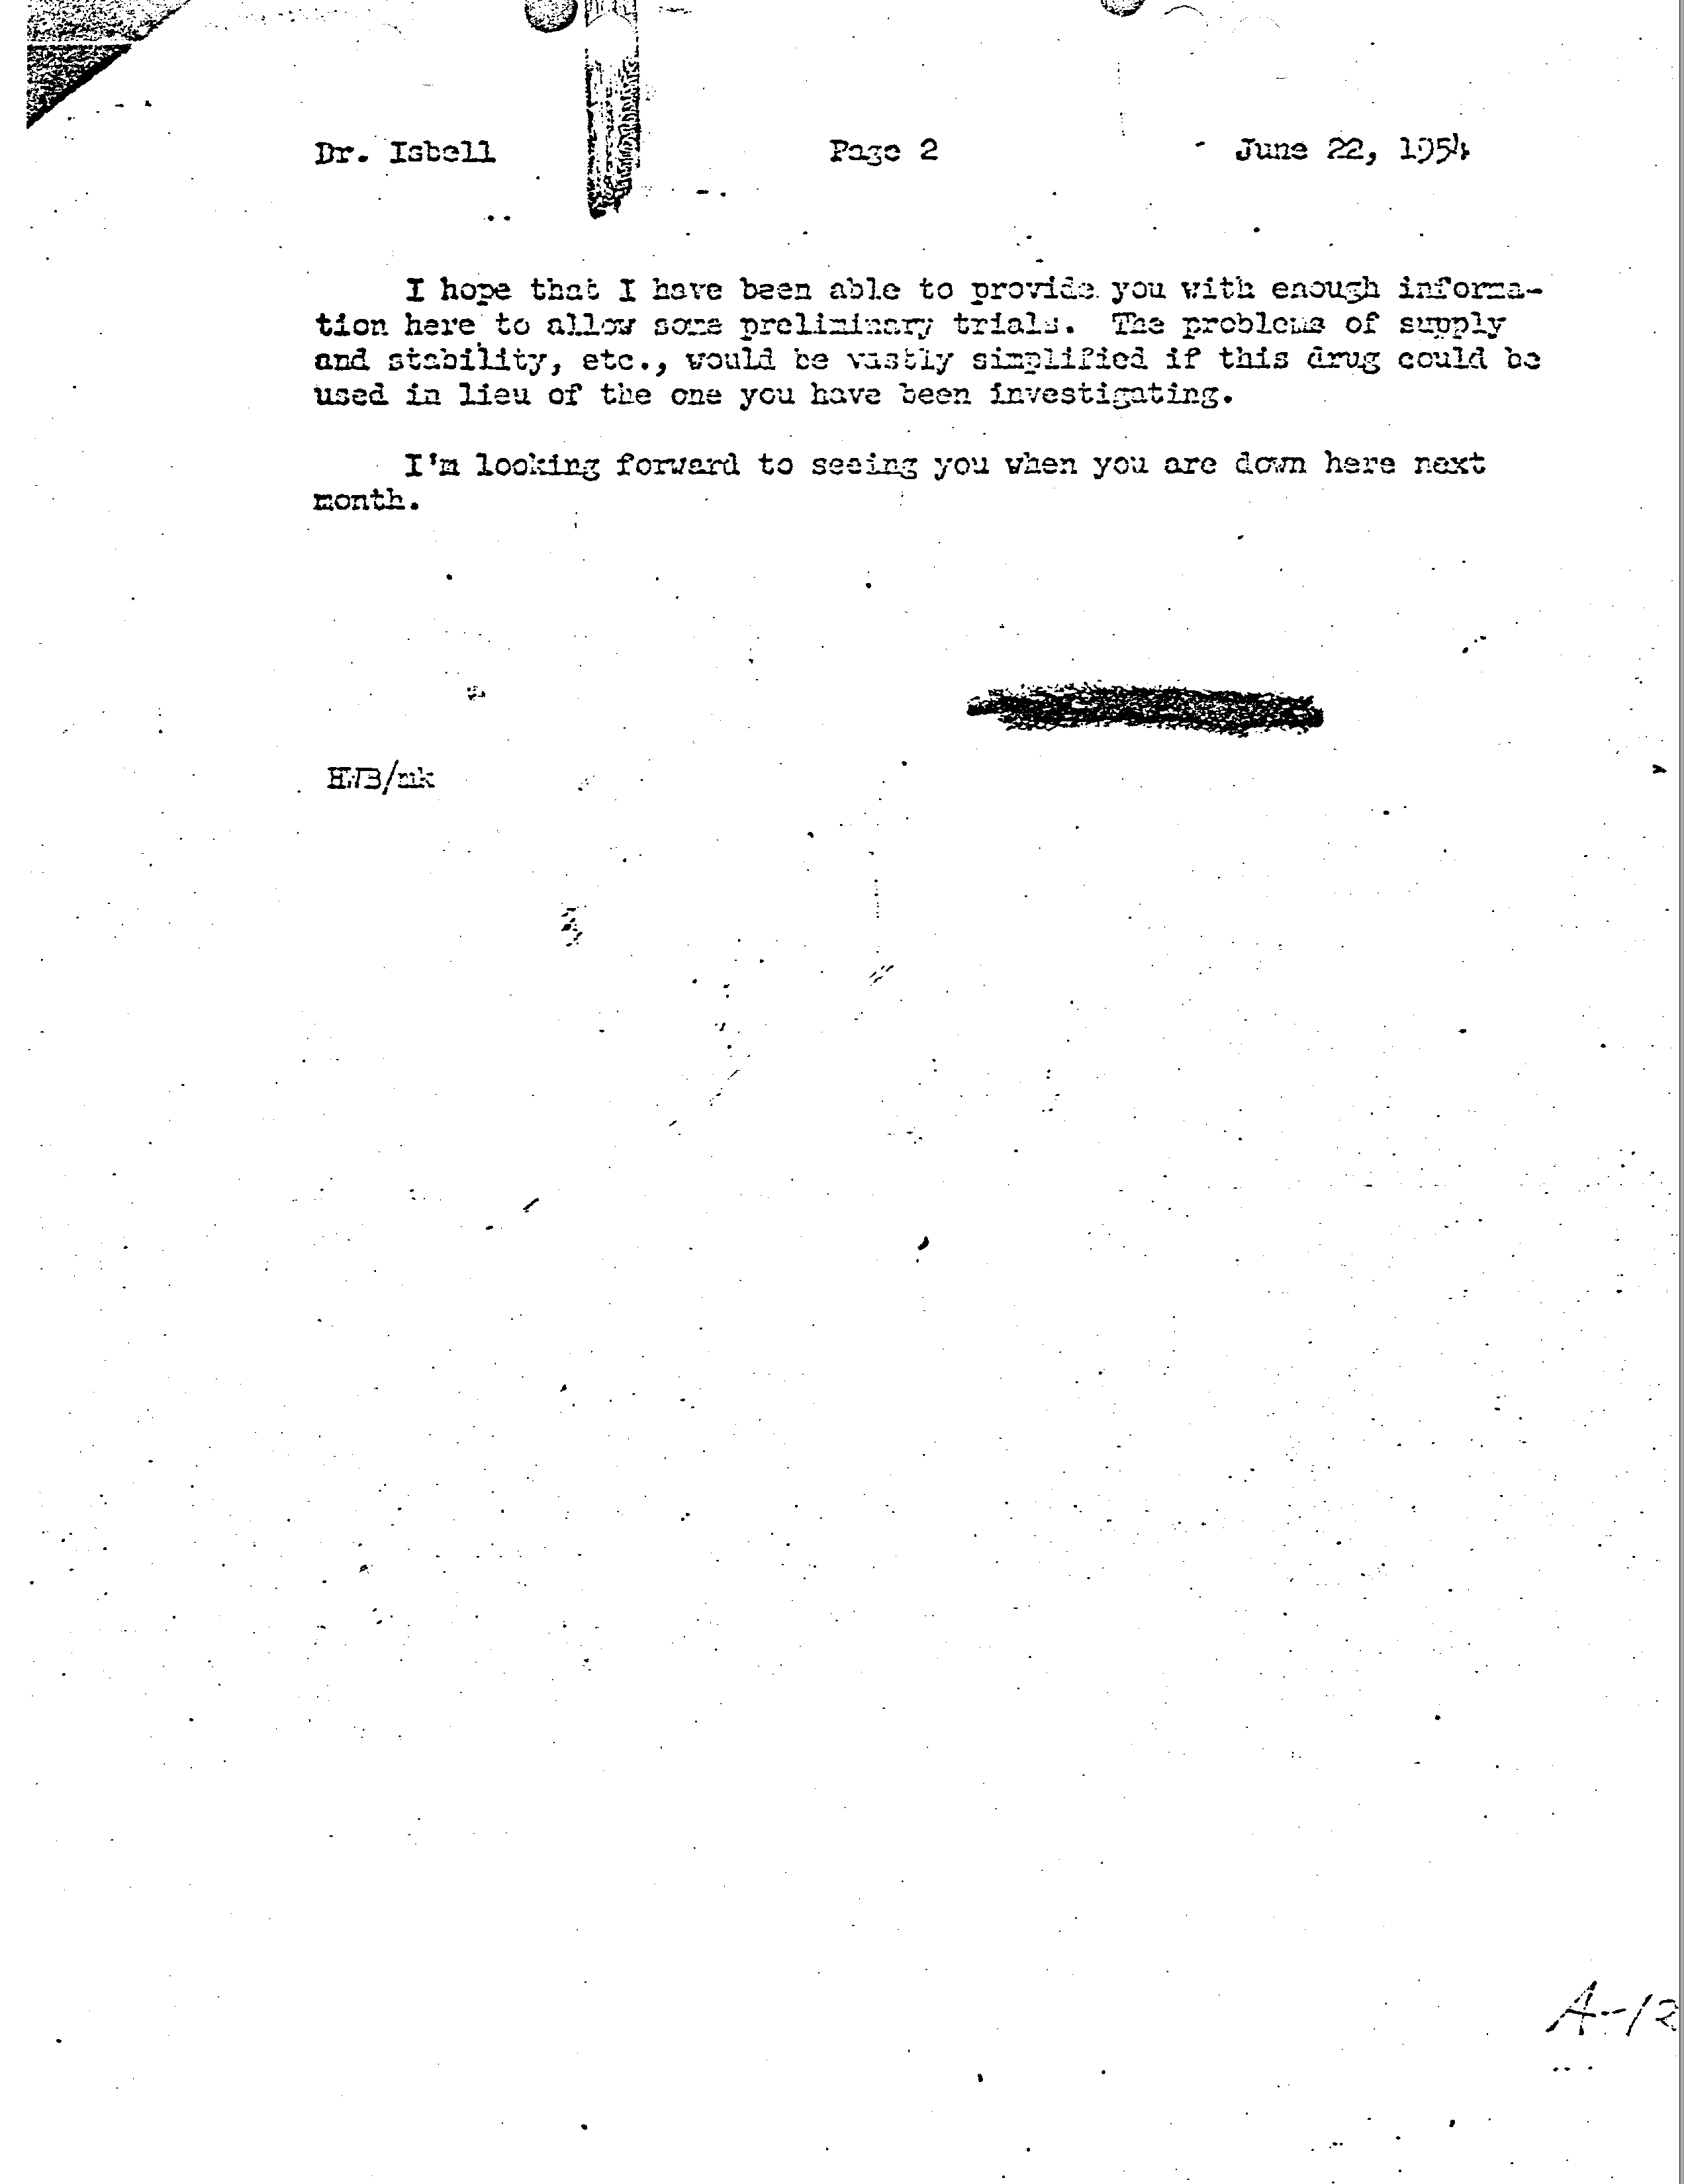 Dr. Isbell Page 2 June 22, 1954
I hope that I have been able to provide you with enough informa-
tion here to allow some preliminary trials. The problems of supply
and stability, etc., would be vastly simplified if this drug could be
used in lieu of the one you have been investigating.
I'm looking forward to seeing you when you are down here next
month.
HWB/mk
A-12